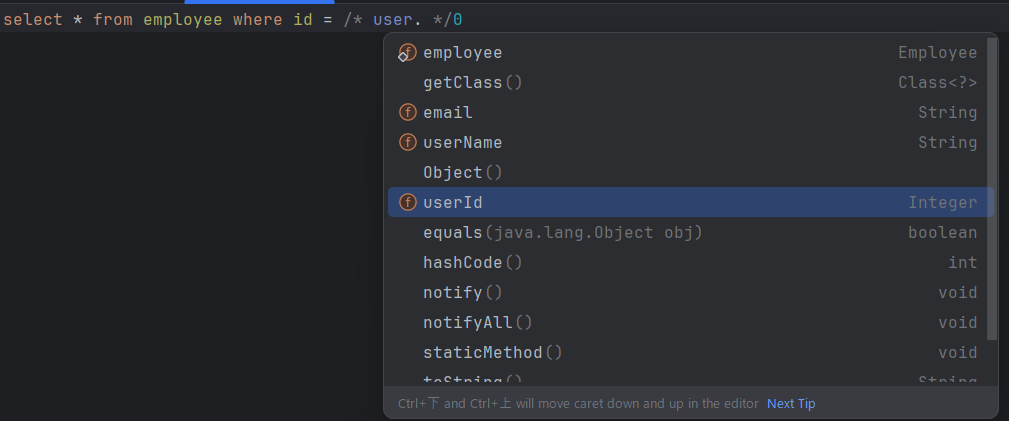 select * from employee where id = /* user. */0
employee Employee
getClass() Class<?>
email String
userName String
Object()
userId Integer
equals(java.lang.Object obj) boolean
hashCode() int
notify() void
notifyAll() void
staticMethod() void
toString() String
Ctrl+下 and Ctrl+上 will move caret down and up in the editor Next Tip